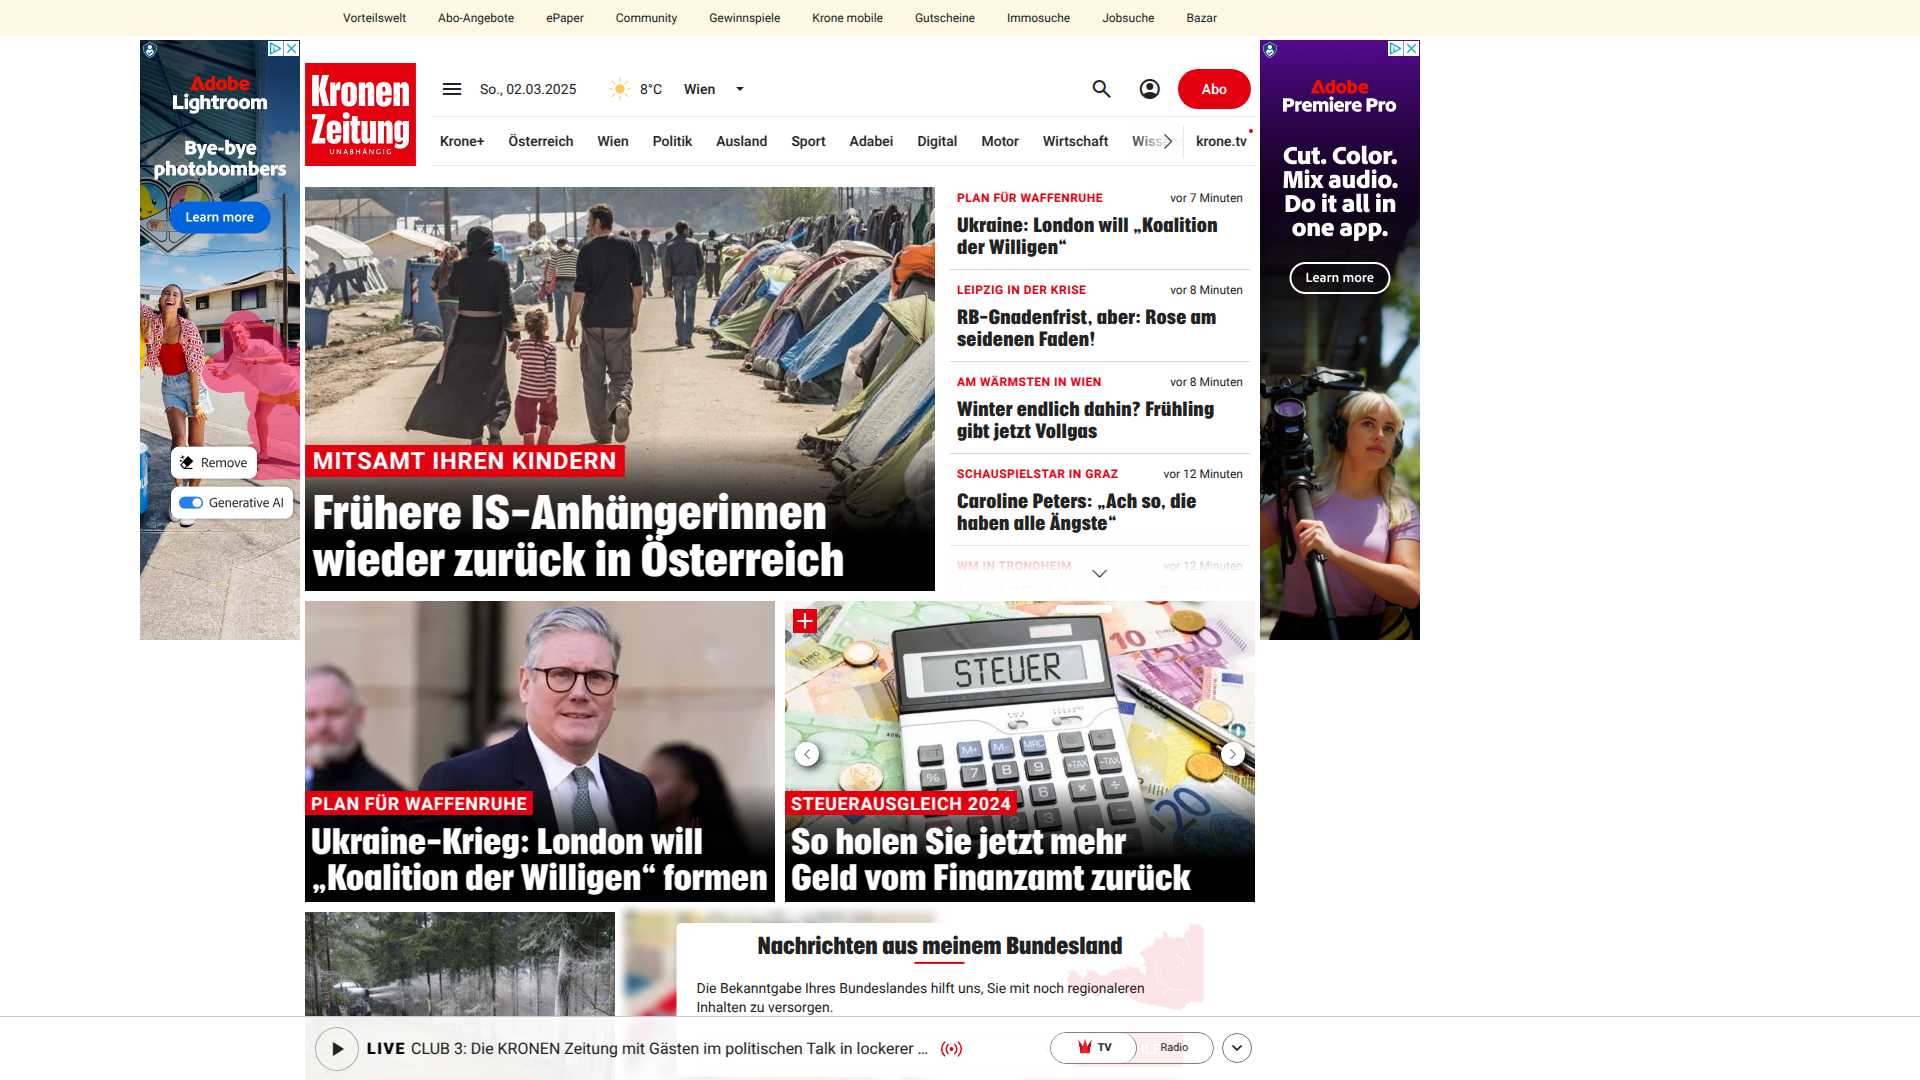 Vorteilswelt Abo-Angebote ePaper Community Gewinnspiele Krone mobile Gutscheine Immosuche Jobsuche Bazar
Adobe
Lightroom
Bye-bye
photobombers
Learn more
Remove
Generative AI
Kronen
Zeitung
UNABHÄNGIG
So., 02.03.2025 8°C Wien
Abo
Krone+ Österreich Wien Politik Ausland Sport Adabei Digital Motor Wirtschaft krone.tv
MITSAMT IHREN KINDERN
Frühere IS-Anhängerinnen
wieder zurück in Österreich
PLAN FÜR WAFFENRUHE vor 7 Minuten
Ukraine: London will „Koalition
der Willigen“
LEIPZIG IN DER KRISE vor 8 Minuten
RB-Gnadenfrist, aber: Rose am
seidenen Faden!
AM WÄRMSTEN IN WIEN vor 8 Minuten
Winter endlich dahin? Frühling
gibt jetzt Vollgas
SCHAUSPIELSTAR IN GRAZ vor 12 Minuten
Caroline Peters: „Ach so, die
haben alle Ängste“
WM IN TRONDHEIM vor 12 Minuten
Adobe
Premiere Pro
Cut. Color.
Mix audio.
Do it all in
one app.
Learn more
PLAN FÜR WAFFENRUHE
Ukraine-Krieg: London will
„Koalition der Willigen“ formen
STEUER
M+ M- MRC
% 7 8 9 +TAX -TAX
6 × ÷
10
20
STEUERAUSGLEICH 2024
So holen Sie jetzt mehr
Geld vom Finanzamt zurück
Nachrichten aus meinem Bundesland
Die Bekanntgabe Ihres Bundeslandes hilft uns, Sie mit noch regionaleren
Inhalten zu versorgen.
LIVE CLUB 3: Die KRONEN Zeitung mit Gästen im politischen Talk in lockerer ...
TV Radio